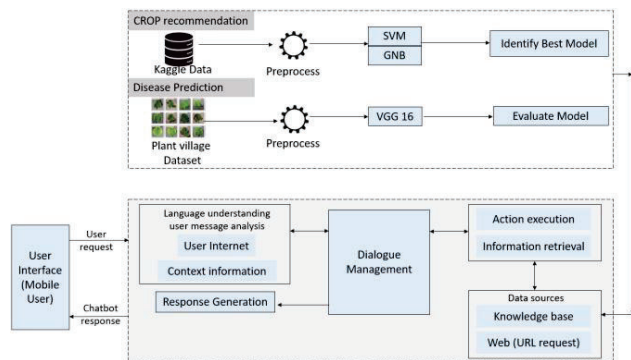 CROP recommendation
Kaggle Data
Preprocess
SVM
GNB
Identify Best Model
Disease Prediction
Plant village
Dataset
Preprocess
VGG 16
Evaluate Model
User
Interface
(Mobile
User)
User
request
Chatbot
response
Language understanding
user message analysis
User Internet
Context information
Response Generation
Dialogue
Management
Action execution
Information retrieval
Data sources
Knowledge base
Web (URL request)